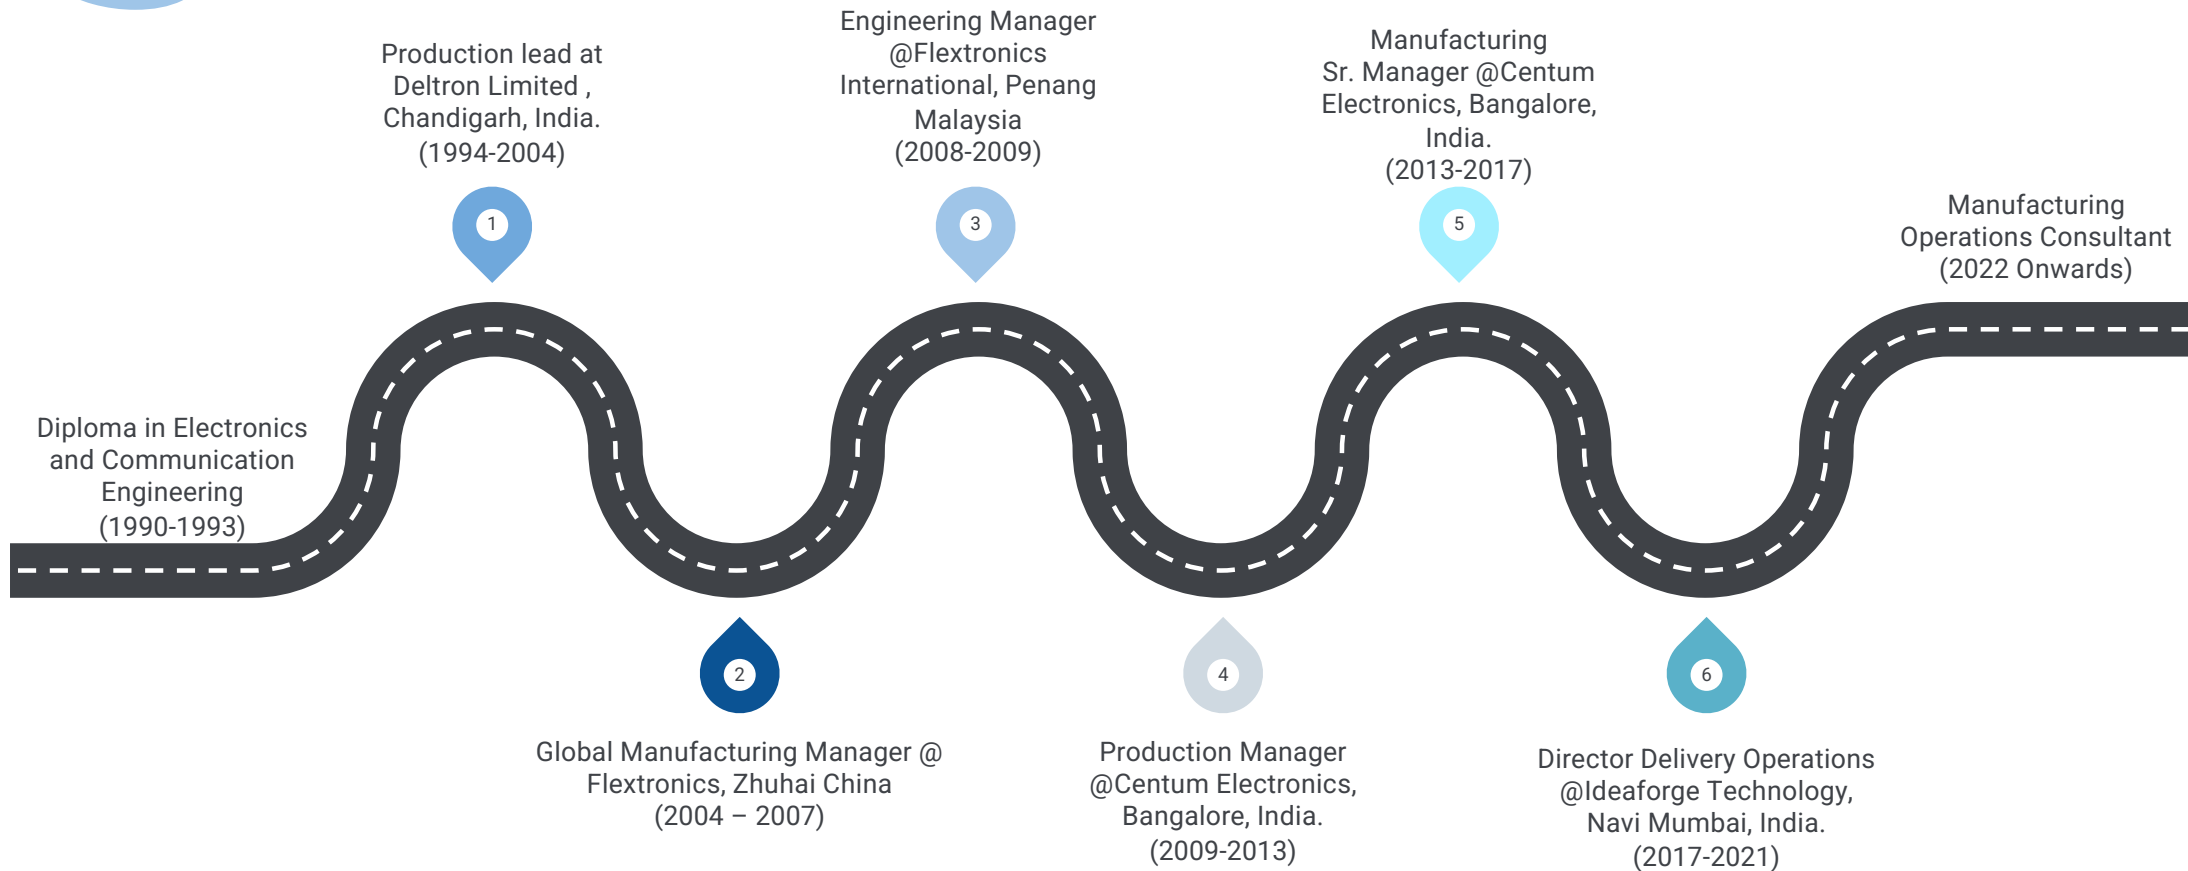 Diploma in Electronics
and Communication
Engineering
(1990-1993)
Production lead at
Deltron Limited ,
Chandigarh, India.
(1994-2004)
1
2
Global Manufacturing Manager @
Flextronics, Zhuhai China
(2004 – 2007)
Engineering Manager
@Flextronics
International, Penang
Malaysia
(2008-2009)
3
4
Production Manager
@Centum Electronics,
Bangalore, India.
(2009-2013)
Manufacturing
Sr. Manager @Centum
Electronics, Bangalore,
India.
(2013-2017)
5
6
Director Delivery Operations
@Ideaforge Technology,
Navi Mumbai, India.
(2017-2021)
Manufacturing
Operations Consultant
(2022 Onwards)